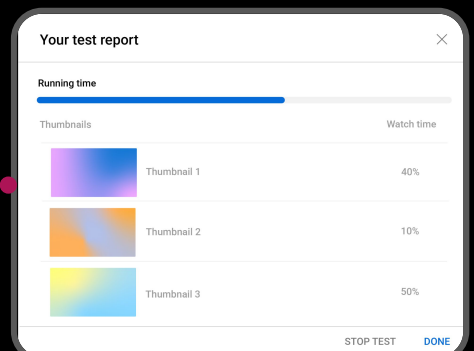 Your test report
Running time
Thumbnails Watch time
Thumbnail 1 40%
Thumbnail 2 10%
Thumbnail 3 50%
STOP TEST DONE